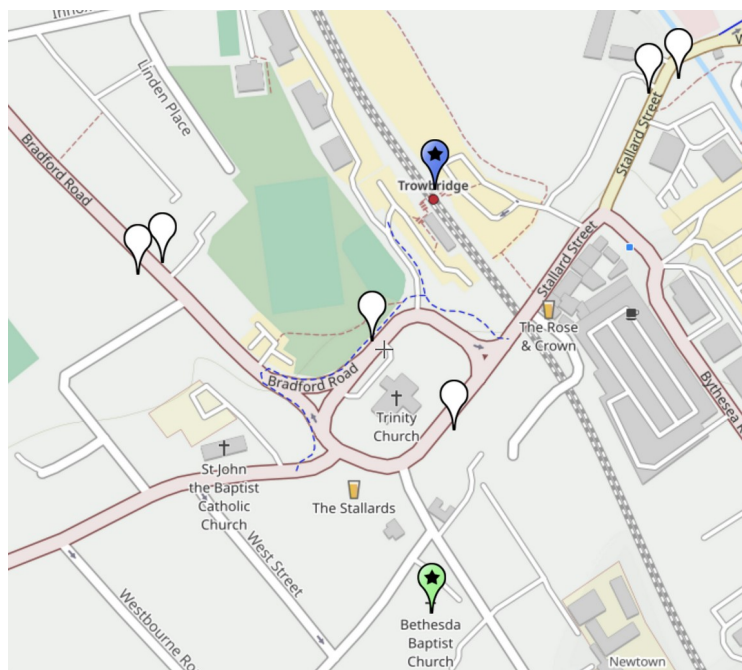 Innox
Linden Place
Bradford Road
Stallard Street
Trowbridge
Stallard Street
The Rose
& Crown
Bradford Road
Trinity
Church
St John
the Baptist
Catholic
Church
The Stallards
West Street
Westbourne Ro
Bethesda
Baptist
Church
Newtown